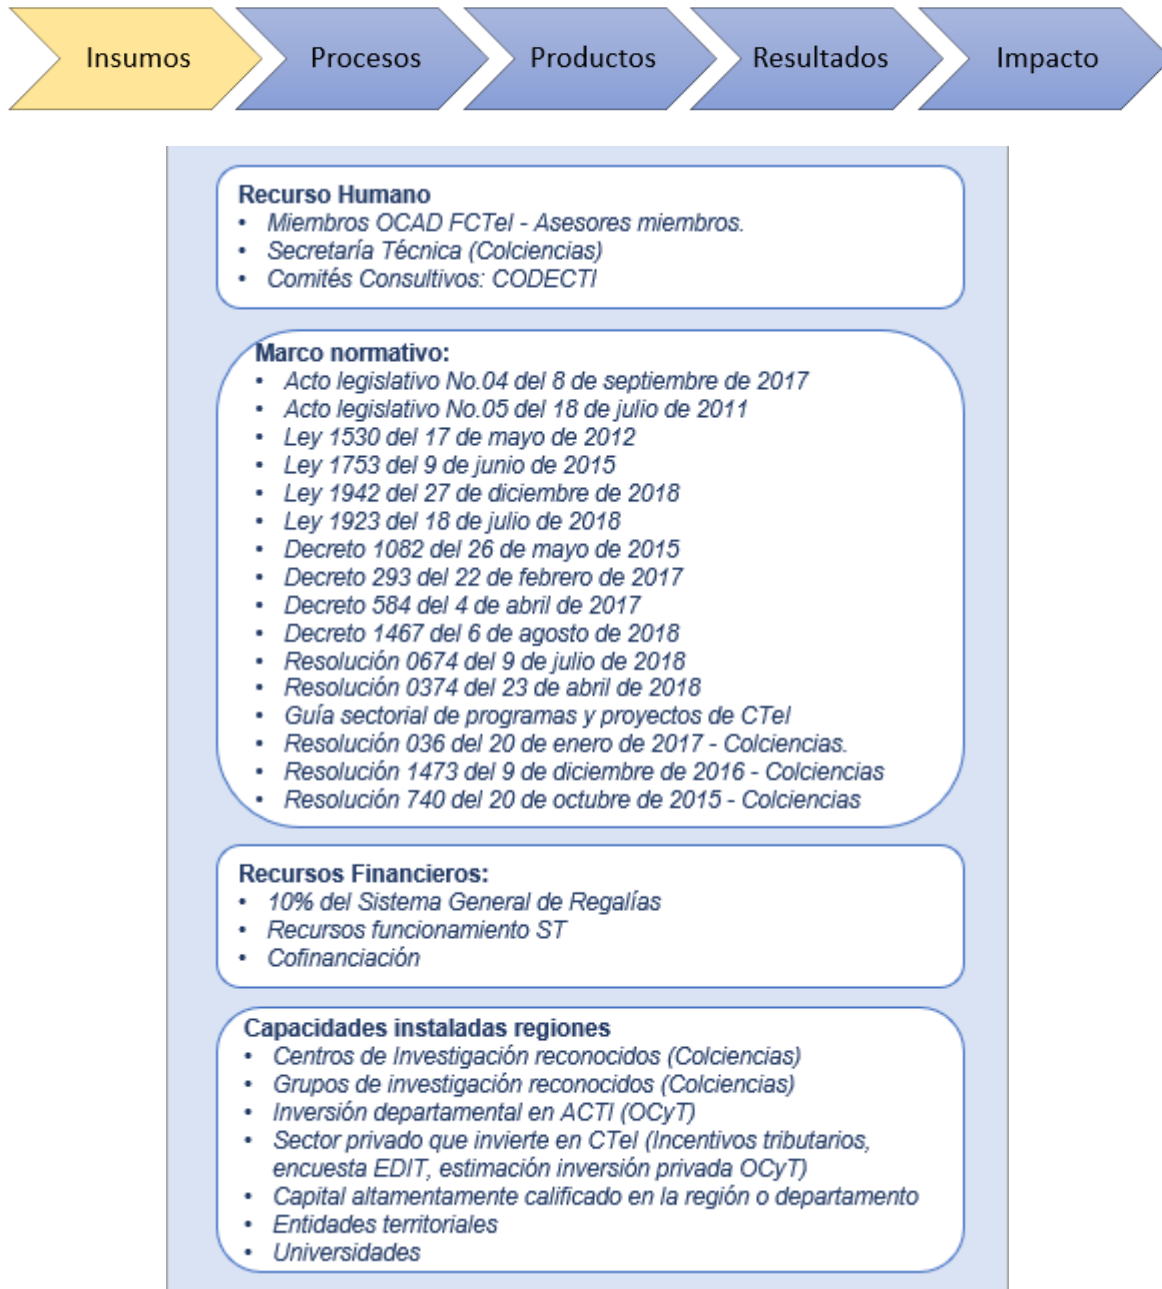 Insumos
Procesos
Productos
Resultados
Impacto
Recurso Humano
• Miembros OCAD FCTeI - Asesores miembros.
• Secretaría Técnica (Colciencias)
• Comités Consultivos: CODECTI
Marco normativo:
• Acto legislativo No.04 del 8 de septiembre de 2017
• Acto legislativo No.05 del 18 de julio de 2011
• Ley 1530 del 17 de mayo de 2012
• Ley 1753 del 9 de junio de 2015
• Ley 1942 del 27 de diciembre de 2018
• Ley 1923 del 18 de julio de 2018
• Decreto 1082 del 26 de mayo de 2015
• Decreto 293 del 22 de febrero de 2017
• Decreto 584 del 4 de abril de 2017
• Decreto 1467 del 6 de agosto de 2018
• Resolución 0674 del 9 de julio de 2018
• Resolución 0374 del 23 de abril de 2018
• Guía sectorial de programas y proyectos de CTeI
• Resolución 036 del 20 de enero de 2017 - Colciencias.
• Resolución 1473 del 9 de diciembre de 2016 - Colciencias
• Resolución 740 del 20 de octubre de 2015 - Colciencias
Recursos Financieros:
• 10% del Sistema General de Regalías
• Recursos funcionamiento ST
• Cofinanciación
Capacidades instaladas regiones
• Centros de Investigación reconocidos (Colciencias)
• Grupos de investigación reconocidos (Colciencias)
• Inversión departamental en ACTI (OCyT)
• Sector privado que invierte en CTeI (Incentivos tributarios,
encuesta EDIT, estimación inversión privada OCyT)
• Capital altamentamente calificado en la región o departamento
• Entidades territoriales
• Universidades